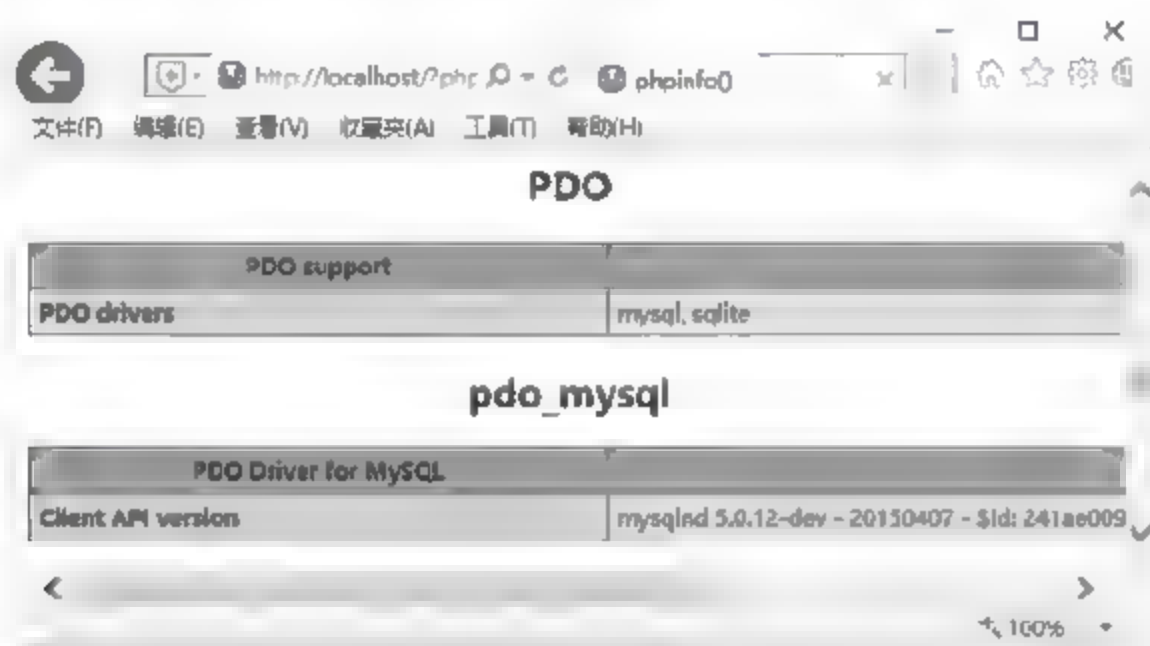 http://localhost/?php phpinfo()
文件(F) 编辑(E) 查看(V) 收藏夹(A) 工具(T) 帮助(H)
PDO
PDO support
PDO drivers mysql, sqlite
pdo_mysql
PDO Driver for MySQL
Client API version mysqlnd 5.0.12-dev - 20150407 - $Id: 241ae009
100%